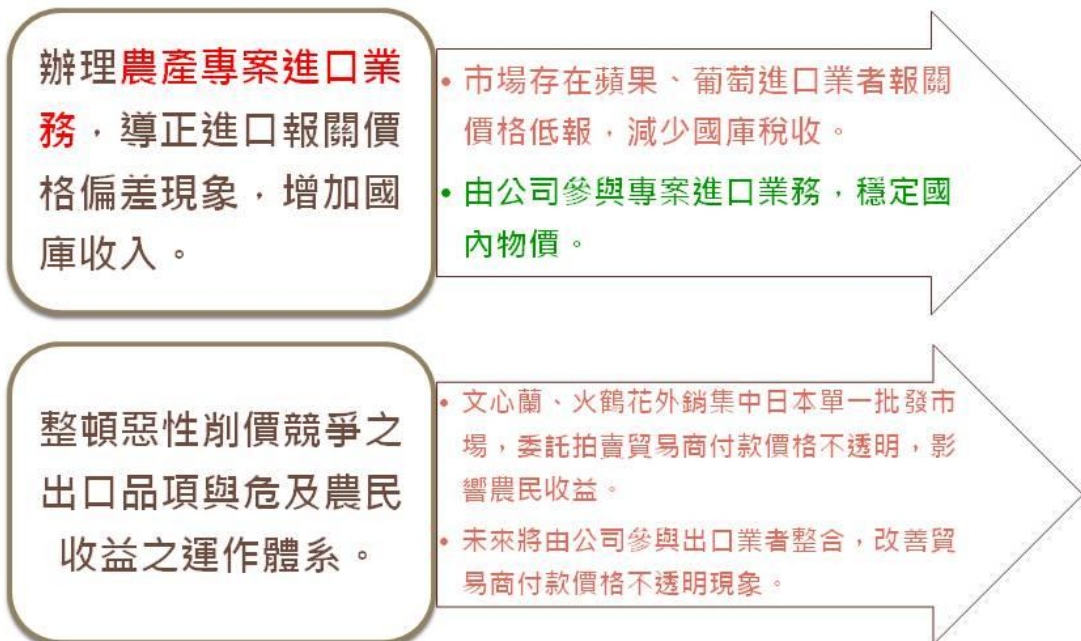 辦理農產專案進口業
務，導正進口報關價
格偏差現象，增加國
庫收入。
• 市場存在蘋果、葡萄進口業者報關
價格低報，減少國庫稅收。
• 由公司參與專案進口業務，穩定國
內物價。
整頓惡性削價競爭之
出口品項與危及農民
收益之運作體系。
• 文心蘭、火鶴花外銷集中日本單一批發市
場，委託拍賣貿易商付款價格不透明，影
響農民收益。
• 未來將由公司參與出口業者整合，改善貿
易商付款價格不透明現象。